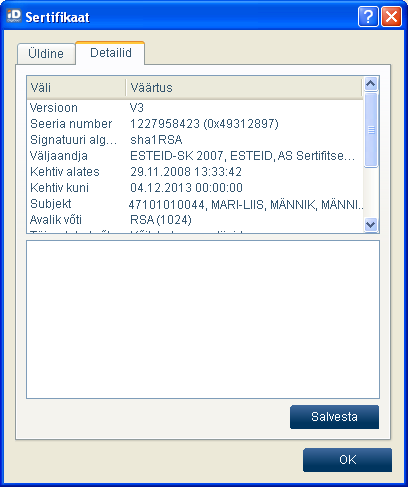 iD Sertifikaat
Üldine Detailid
Väli Väärtus
Versioon V3
Seeria number 1227958423 (0x49312897)
Signatuuri alg... sha1RSA
Väljaandja ESTEID-SK 2007, ESTEID, AS Sertifitse...
Kehtiv alates 29.11.2008 13:33:42
Kehtiv kuni 04.12.2013 00:00:00
Subjekt 47101010044, MARI-LIIS, MÄNNIK, MÄNNI...
Avalik võti RSA (1024)
Salvesta
OK